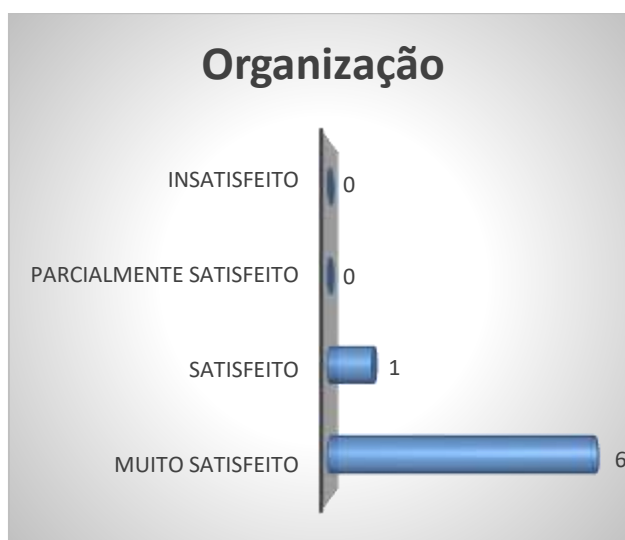 Organização
INSATISFEITO 0
PARCIALMENTE SATISFEITO 0
SATISFEITO 1
MUITO SATISFEITO 6